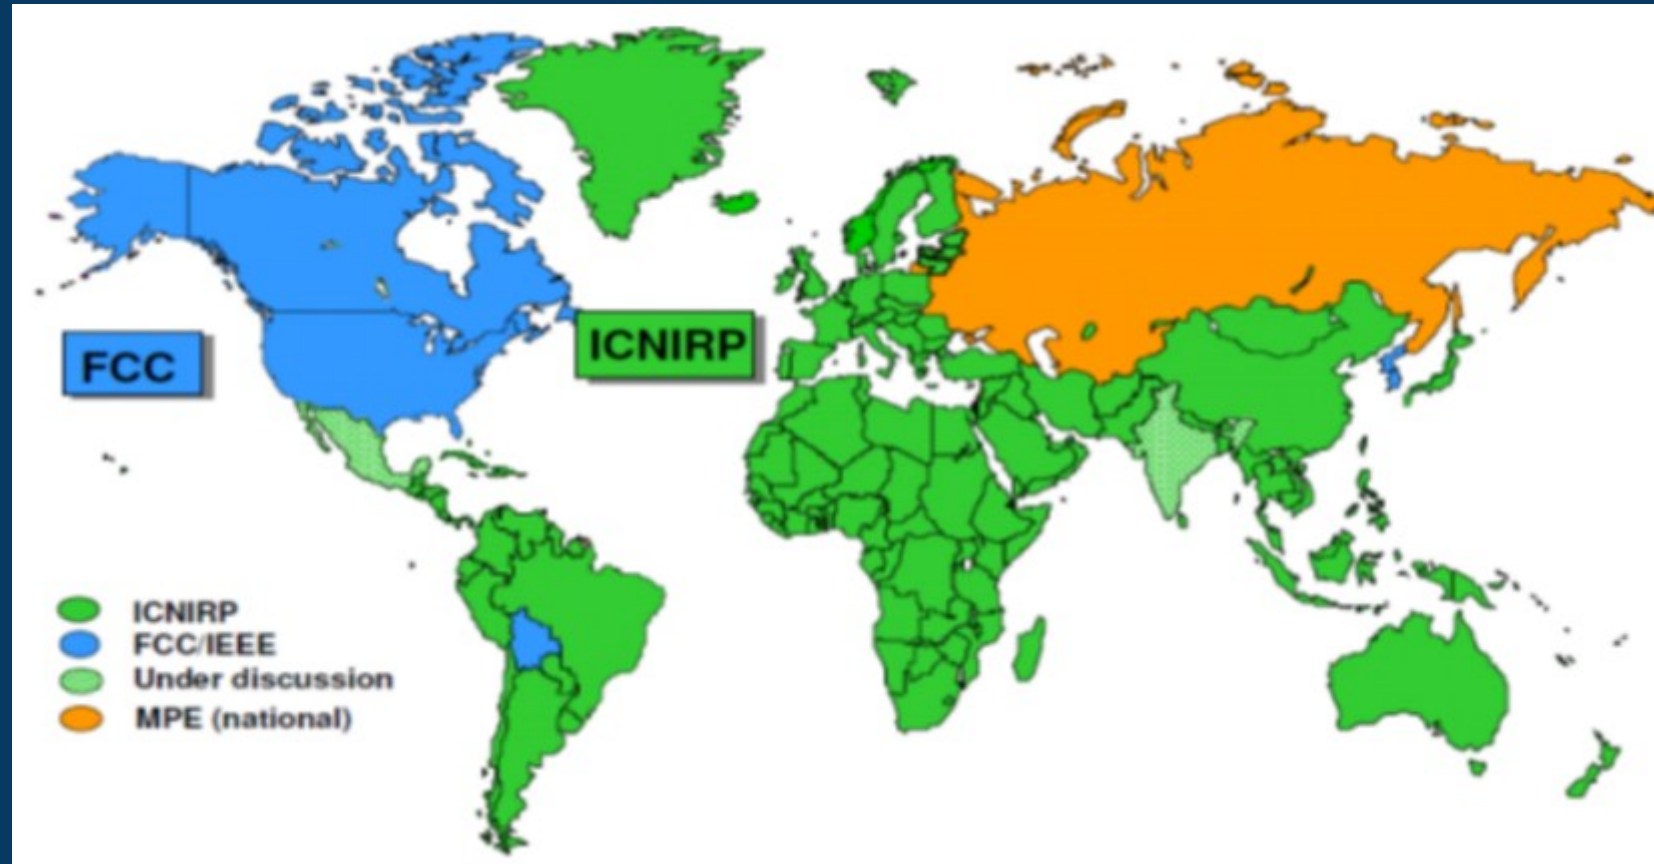 FCC
ICNIRP
ICNIRP
FCC/IEEE
Under discussion
MPE (national)